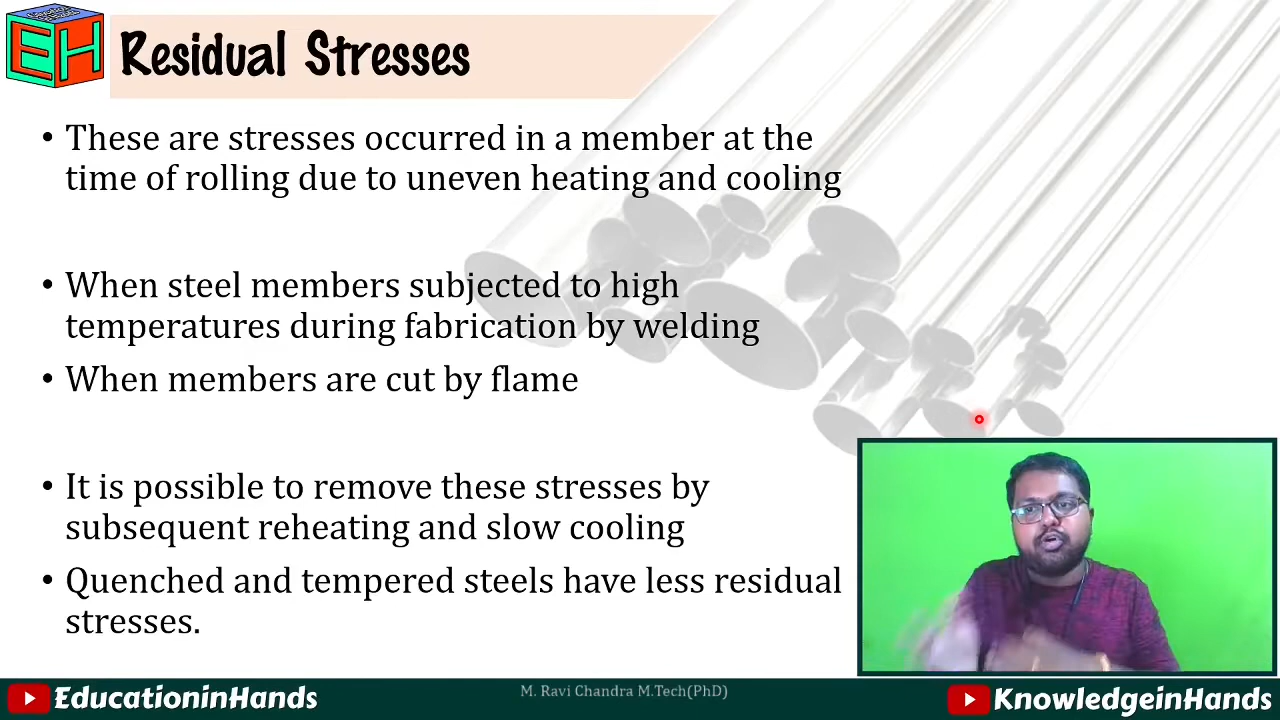 EH
Residual Stresses
• These are stresses occurred in a member at the
time of rolling due to uneven heating and cooling
• When steel members subjected to high
temperatures during fabrication by welding
• When members are cut by flame
• It is possible to remove these stresses by
subsequent reheating and slow cooling
• Quenched and tempered steels have less residual
stresses.
EducationinHands
M. Ravi Chandra M.Tech(PhD)
KnowledgeinHands